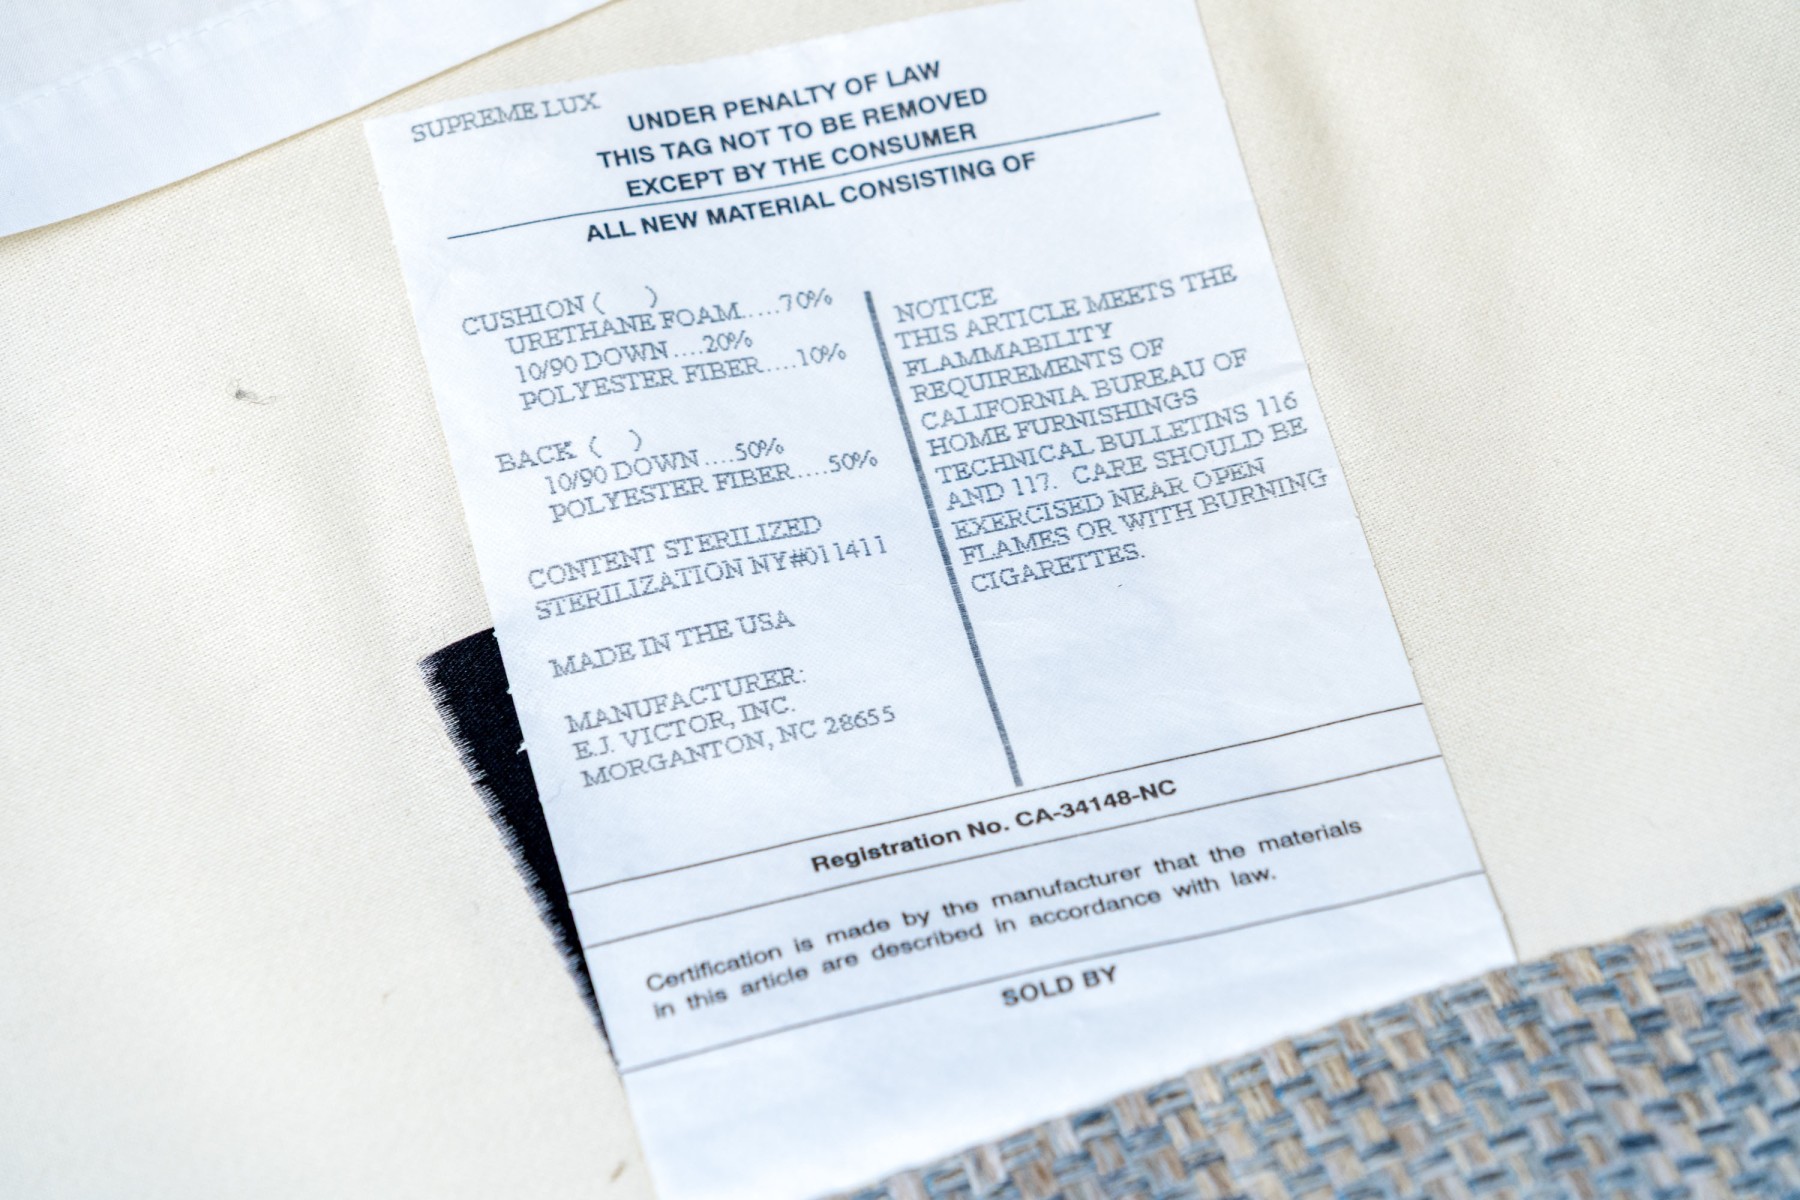 SUPREME LUX
UNDER PENALTY OF LAW
THIS TAG NOT TO BE REMOVED
EXCEPT BY THE CONSUMER
ALL NEW MATERIAL CONSISTING OF
CUSHION ( )
URETHANE FOAM.....70%
10/90 DOWN....20%
POLYESTER FIBER....10%
BACK ( )
10/90 DOWN....50%
POLYESTER FIBER....50%
CONTENT STERILIZED
STERILIZATION NY#011411
MADE IN THE USA
MANUFACTURER:
E.J. VICTOR, INC.
MORGANTON, NC 28655
NOTICE
THIS ARTICLE MEETS THE
FLAMMABILITY
REQUIREMENTS OF
CALIFORNIA BUREAU OF
HOME FURNISHINGS
TECHNICAL BULLETINS 116
AND 117. CARE SHOULD BE
EXERCISED NEAR OPEN
FLAMES OR WITH BURNING
CIGARETTES.
Registration No. CA-34148-NC
Certification is made by the manufacturer that the materials
in this article are described in accordance with law.
SOLD BY